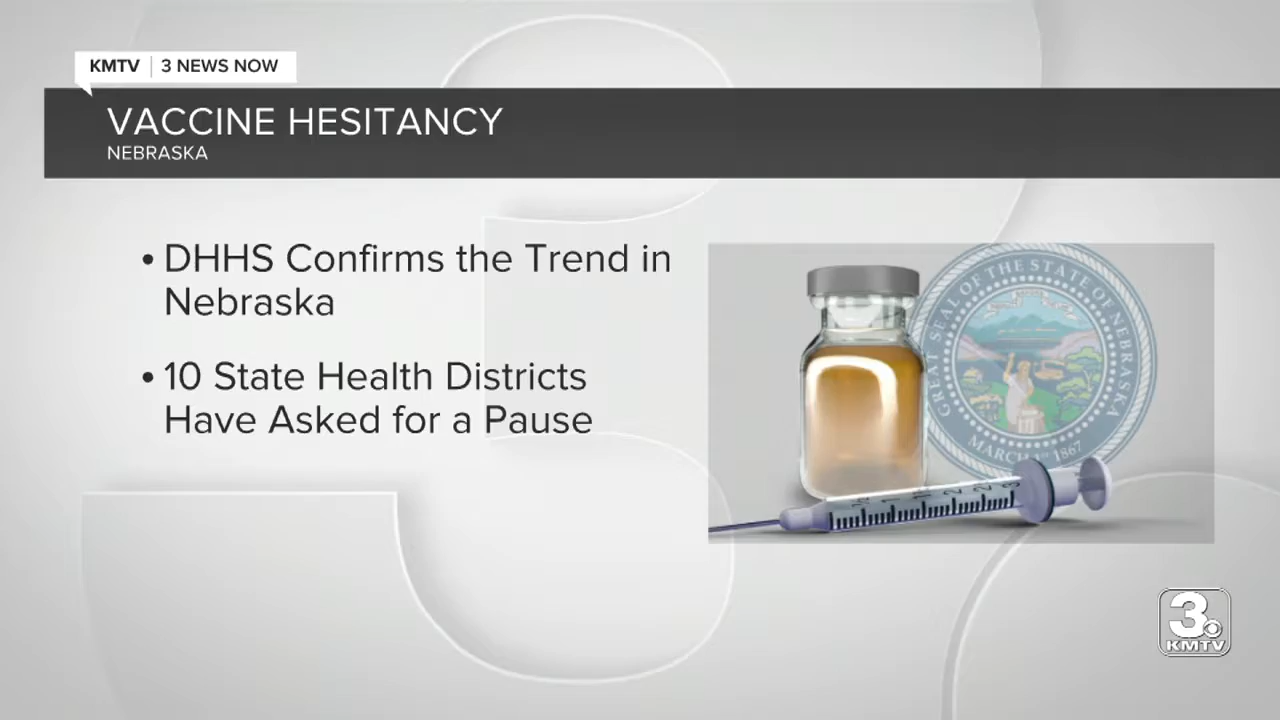 KMTV | 3 NEWS NOW
VACCINE HESITANCY
NEBRASKA
• DHHS Confirms the Trend in
Nebraska
• 10 State Health Districts
Have Asked for a Pause
GREAT SEAL OF THE STATE OF NEBRASKA
MARCH 1ST 1867
3
KMTV